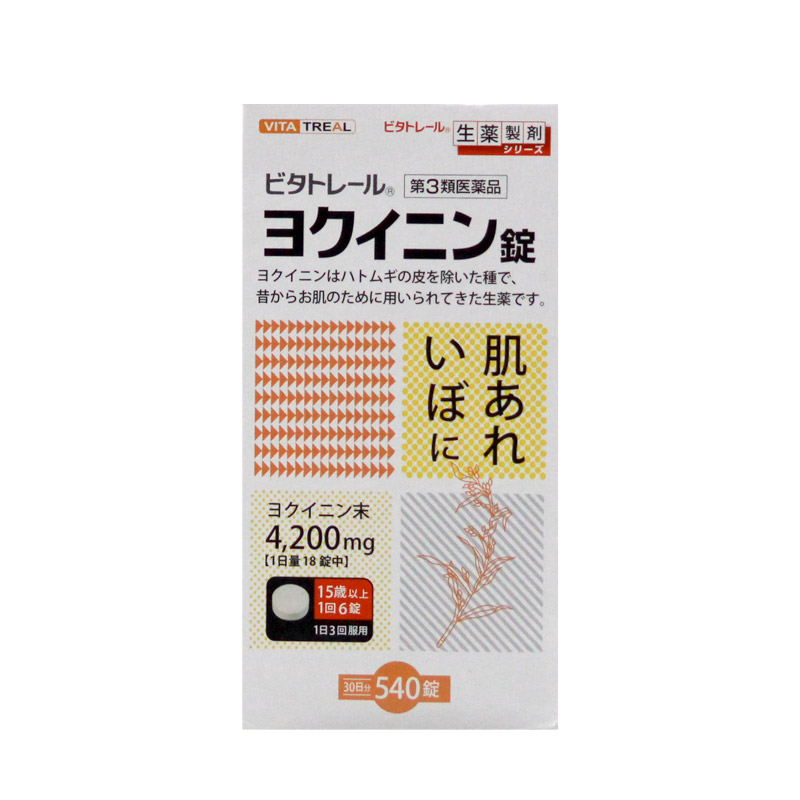 VITA TREAL
ビタトレール®
生薬製剤
シリーズ
ビタトレール®
第3類医薬品
ヨクイニン錠
ヨクイニンはハトムギの皮を除いた種で、
昔からお肌のために用いられてきた生薬です。
肌あれ
いぼに
ヨクイニン末
4,200mg
【1日量18錠中】
15歳以上
1回6錠
1日3回服用
30日分 540錠